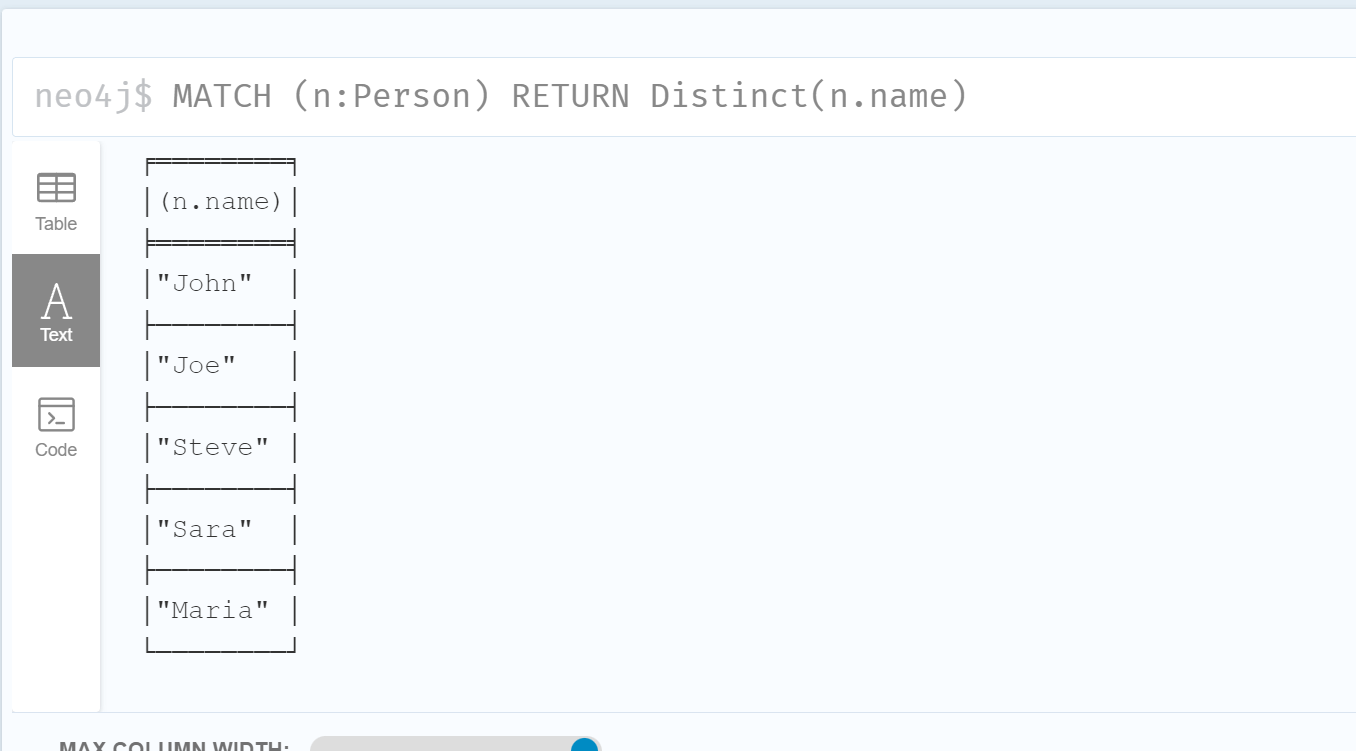 neo4j$ MATCH (n:Person) RETURN Distinct(n.name)
(n.name)
Table
"John"
Text
"Joe"
Code
"Steve"
"Sara"
"Maria"
MAX COLUMN WIDTH: